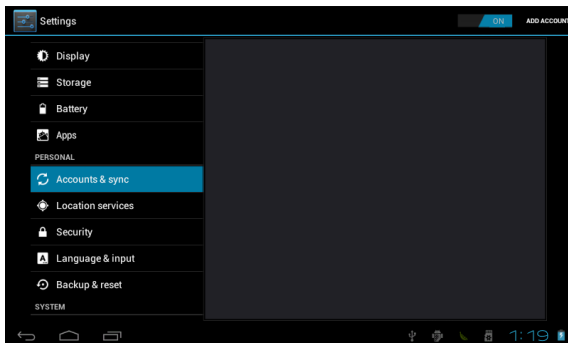 Settings
ON
ADD ACCOUNT
Display
Storage
Battery
Apps
PERSONAL
Accounts & sync
Location services
Security
A Language & input
Backup & reset
SYSTEM
1:19